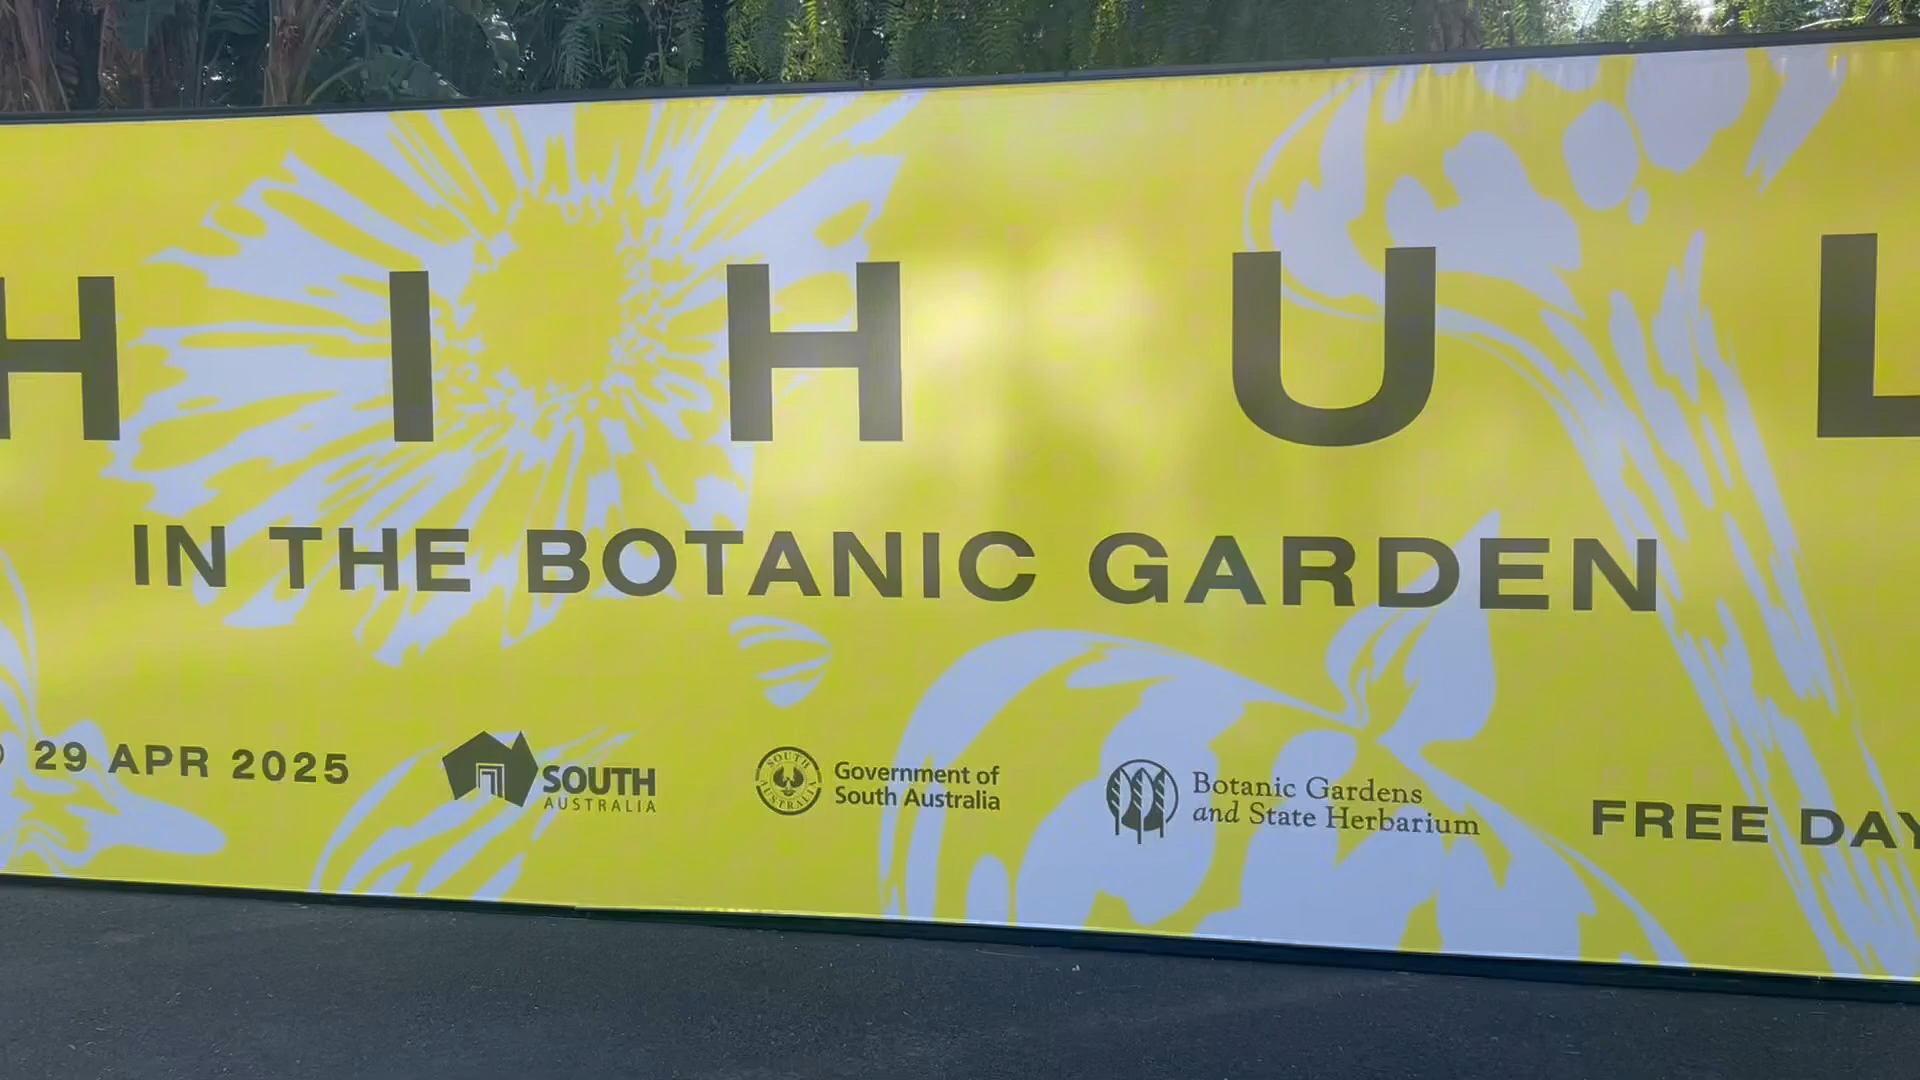 H I H U L
IN THE BOTANIC GARDEN
29 APR 2025
SOUTH
AUSTRALIA
SOUTH
AUSTRALIA
Government of
South Australia
Botanic Gardens
and State Herbarium
FREE DAY